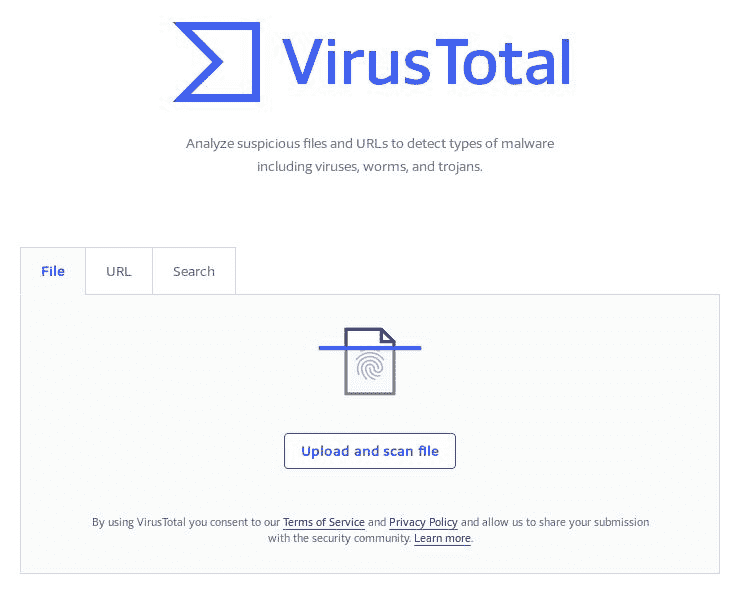 VirusTotal
Analyze suspicious files and URLs to detect types of malware
including viruses, worms, and trojans.
File URL Search
Upload and scan file
By using VirusTotal you consent to our Terms of Service and Privacy Policy and allow us to share your submission
with the security community. Learn more.